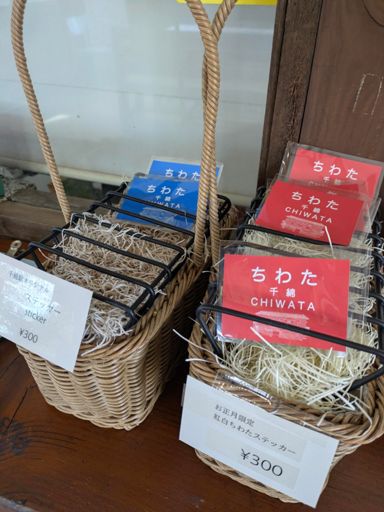 ちわた
千綿
ちわた
千綿
ちわた
千綿
CHIWATA
ちわた
千綿
CHIWATA
ちわた
千綿
CHIWATA
ステッカー
sticker
¥300
お正月限定
紅白ちわたステッカー
¥300